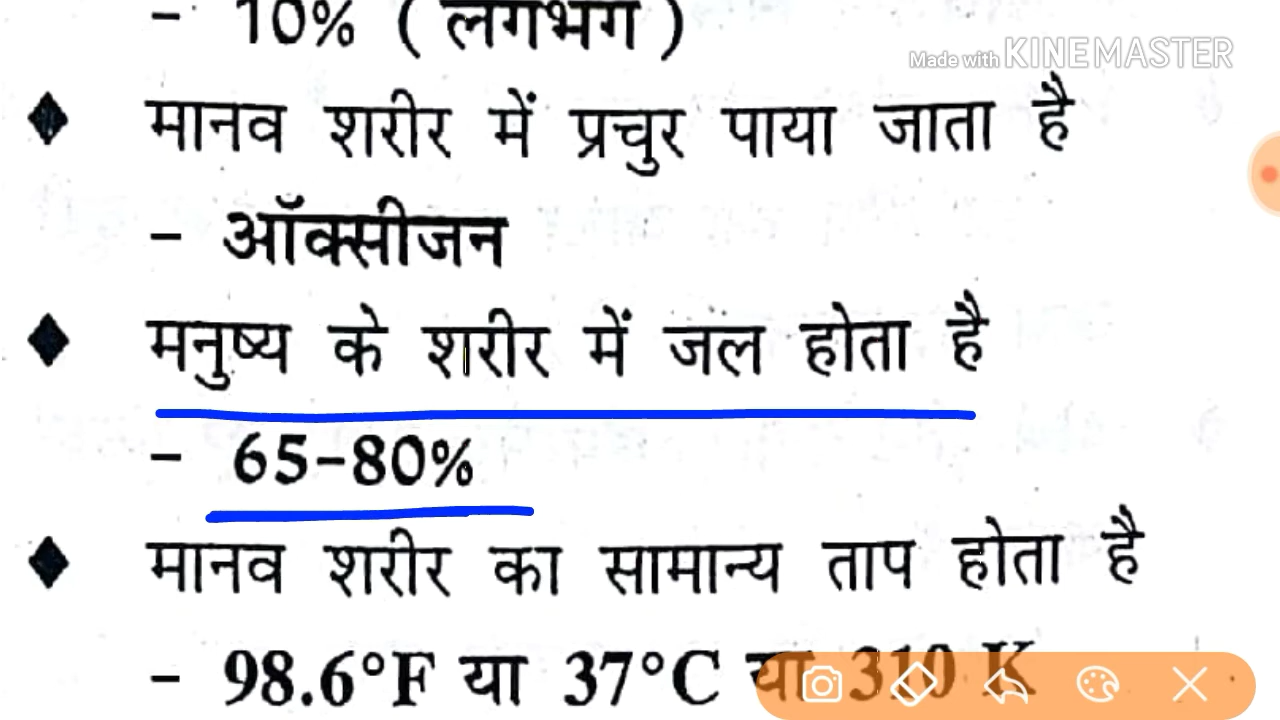 - 10% ( लगभग )
Made with KINEMASTER
♦ मानव शरीर में प्रचुर पाया जाता है
- ऑक्सीजन
♦ मनुष्य के शरीर में जल होता है
- 65-80%
♦ मानव शरीर का सामान्य ताप होता है
- 98.6°F या 37°C या 310 K